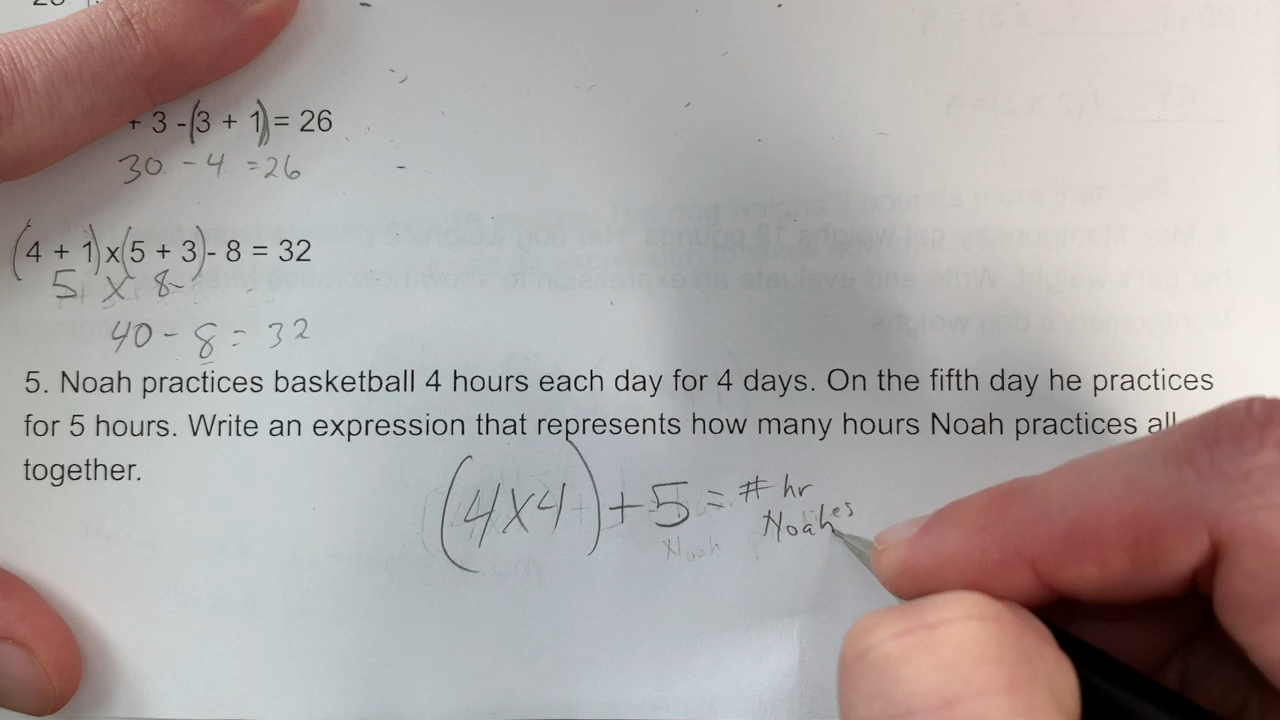 + 3 -(3 + 1) = 26
30 - 4 = 26
(4 + 1) x (5 + 3) - 8 = 32
5 x 8
40 - 8 = 32
5. Noah practices basketball 4 hours each day for 4 days. On the fifth day he practices
for 5 hours. Write an expression that represents how many hours Noah practices all
together.
(4x4) + 5 = # hr
Noah
Noah